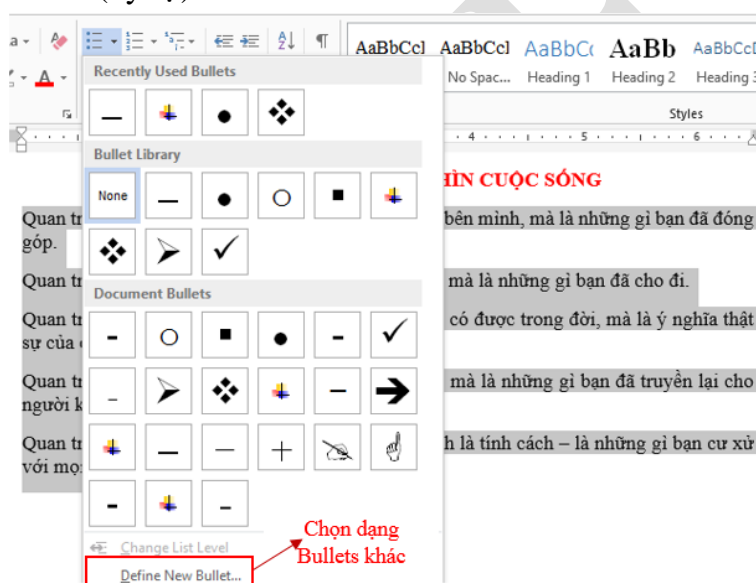 AaBbCcI AaBbCcI AaBbCc AaBb AaBbCcD
No Spac... Heading 1 Heading 2 Heading 3
Styles
Recently Used Bullets
Bullet Library
None
4 5 6
HÌN CUỘC SỐNG
Quan tr bên mình, mà là những gì bạn đã đóng
góp.
Quan tr mà là những gì bạn đã cho đi.
Quan tr có được trong đời, mà là ý nghĩa thật
sự của
Quan tr mà là những gì bạn đã truyền lại cho
người k
Quan tr h là tính cách – là những gì bạn cư xử
với mọ
Document Bullets
Change List Level
Define New Bullet...
Chọn dạng
Bullets khác